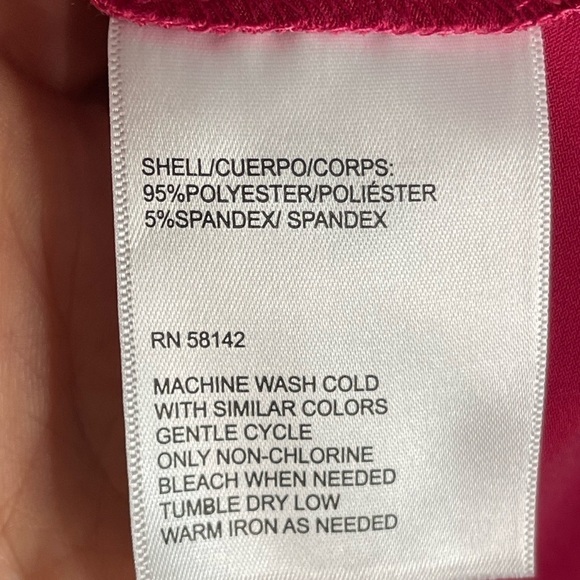 SHELL/CUERPO/CORPS:
95%POLYESTER/POLIÉSTER
5%SPANDEX/ SPANDEX
RN 58142
MACHINE WASH COLD
WITH SIMILAR COLORS
GENTLE CYCLE
ONLY NON-CHLORINE
BLEACH WHEN NEEDED
TUMBLE DRY LOW
WARM IRON AS NEEDED